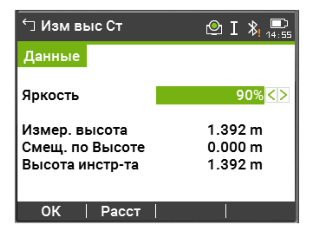 Изм выс Ст
I
14:55
Данные
Яркость 90%
Измер. высота 1.392 m
Смещ. по Высоте 0.000 m
Высота инстр-та 1.392 m
OK | Расст | |